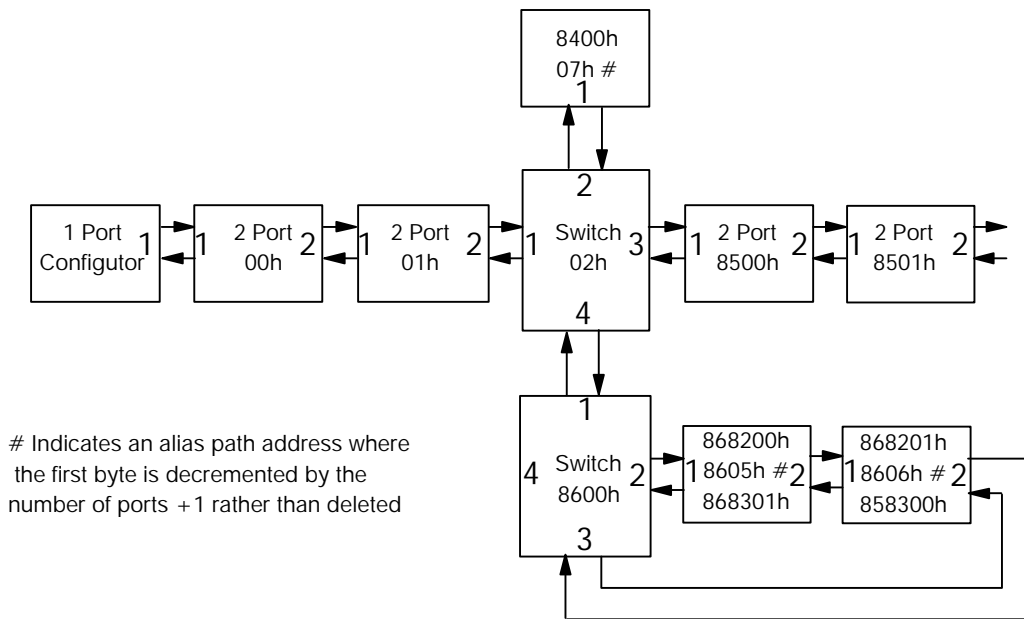 8400h
07h #
1
2
1 Port
Configutor
1
1
2 Port
00h
2
1
2 Port
01h
2
1
Switch
02h
3
4
1
2 Port
8500h
2
1
2 Port
8501h
2
# Indicates an alias path address where
the first byte is decremented by the
number of ports +1 rather than deleted
1
4
Switch
8600h
2
3
868200h
1 8605h # 2
868301h
868201h
1 8606h # 2
858300h